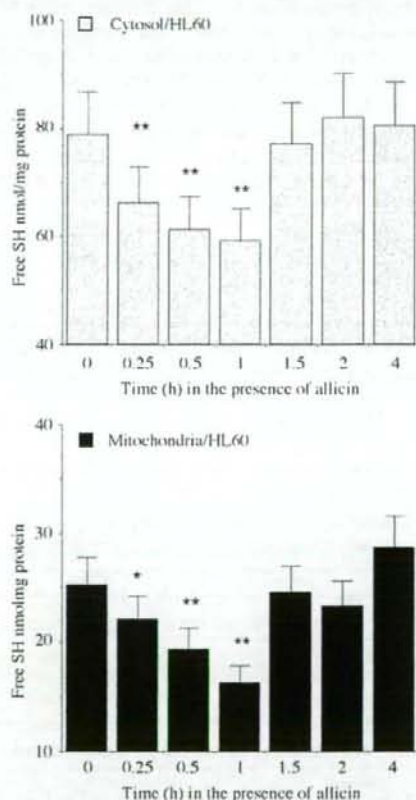 Cytosol/HL60
Free SH nmol/mg protein
100
80
60
40
**
**
**
0 0.25 0.5 1 1.5 2 4
Time (h) in the presence of allicin
Mitochondria/HL60
Free SH nmolmg protein
40
30
20
10
*
**
**
0 0.25 0.5 1 1.5 2 4
Time (h) in the presence of allicin